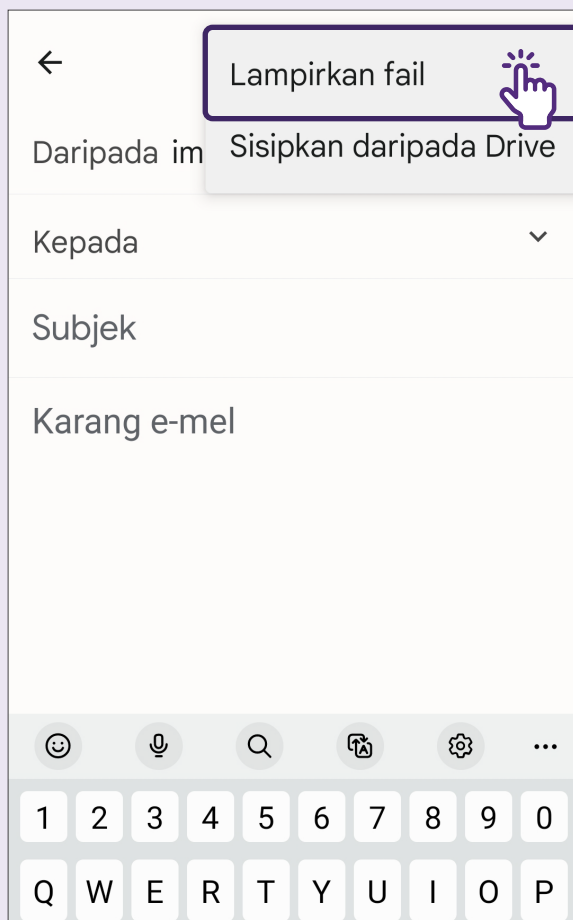 Lampirkan fail
Daripada im
Sisipkan daripada Drive
Kepada
Subjek
Karang e-mel
1 2 3 4 5 6 7 8 9 0
Q W E R T Y U I O P